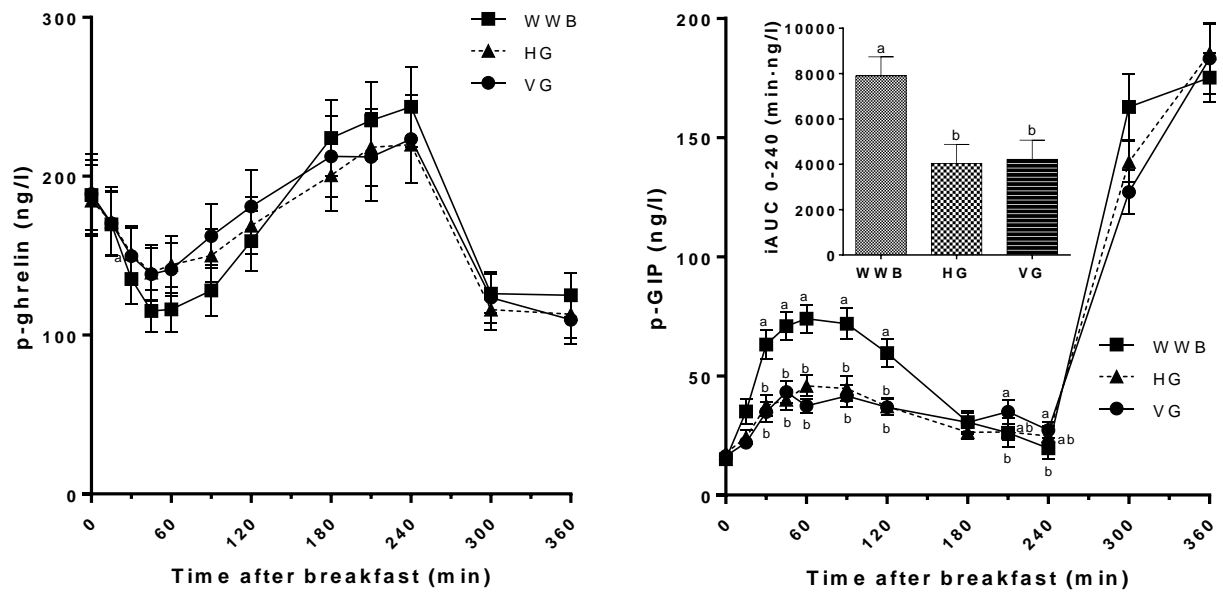 300
200
100
0
p-ghrelin (ng/l)
WWB
HG
VG
a
0
60
120
180
240
300
360
Time after breakfast (min)
200
150
100
50
0
p-GIP (ng/l)
iAUC 0-240 (min·ng/l)
10000
8000
6000
4000
2000
0
a
b
b
WWB
HG
VG
WWB
HG
VG
a
a
a
a
a
b
b
b
b
b
b
b
b
b
b
a
ab
b
a
ab
b
0
60
120
180
240
300
360
Time after breakfast (min)